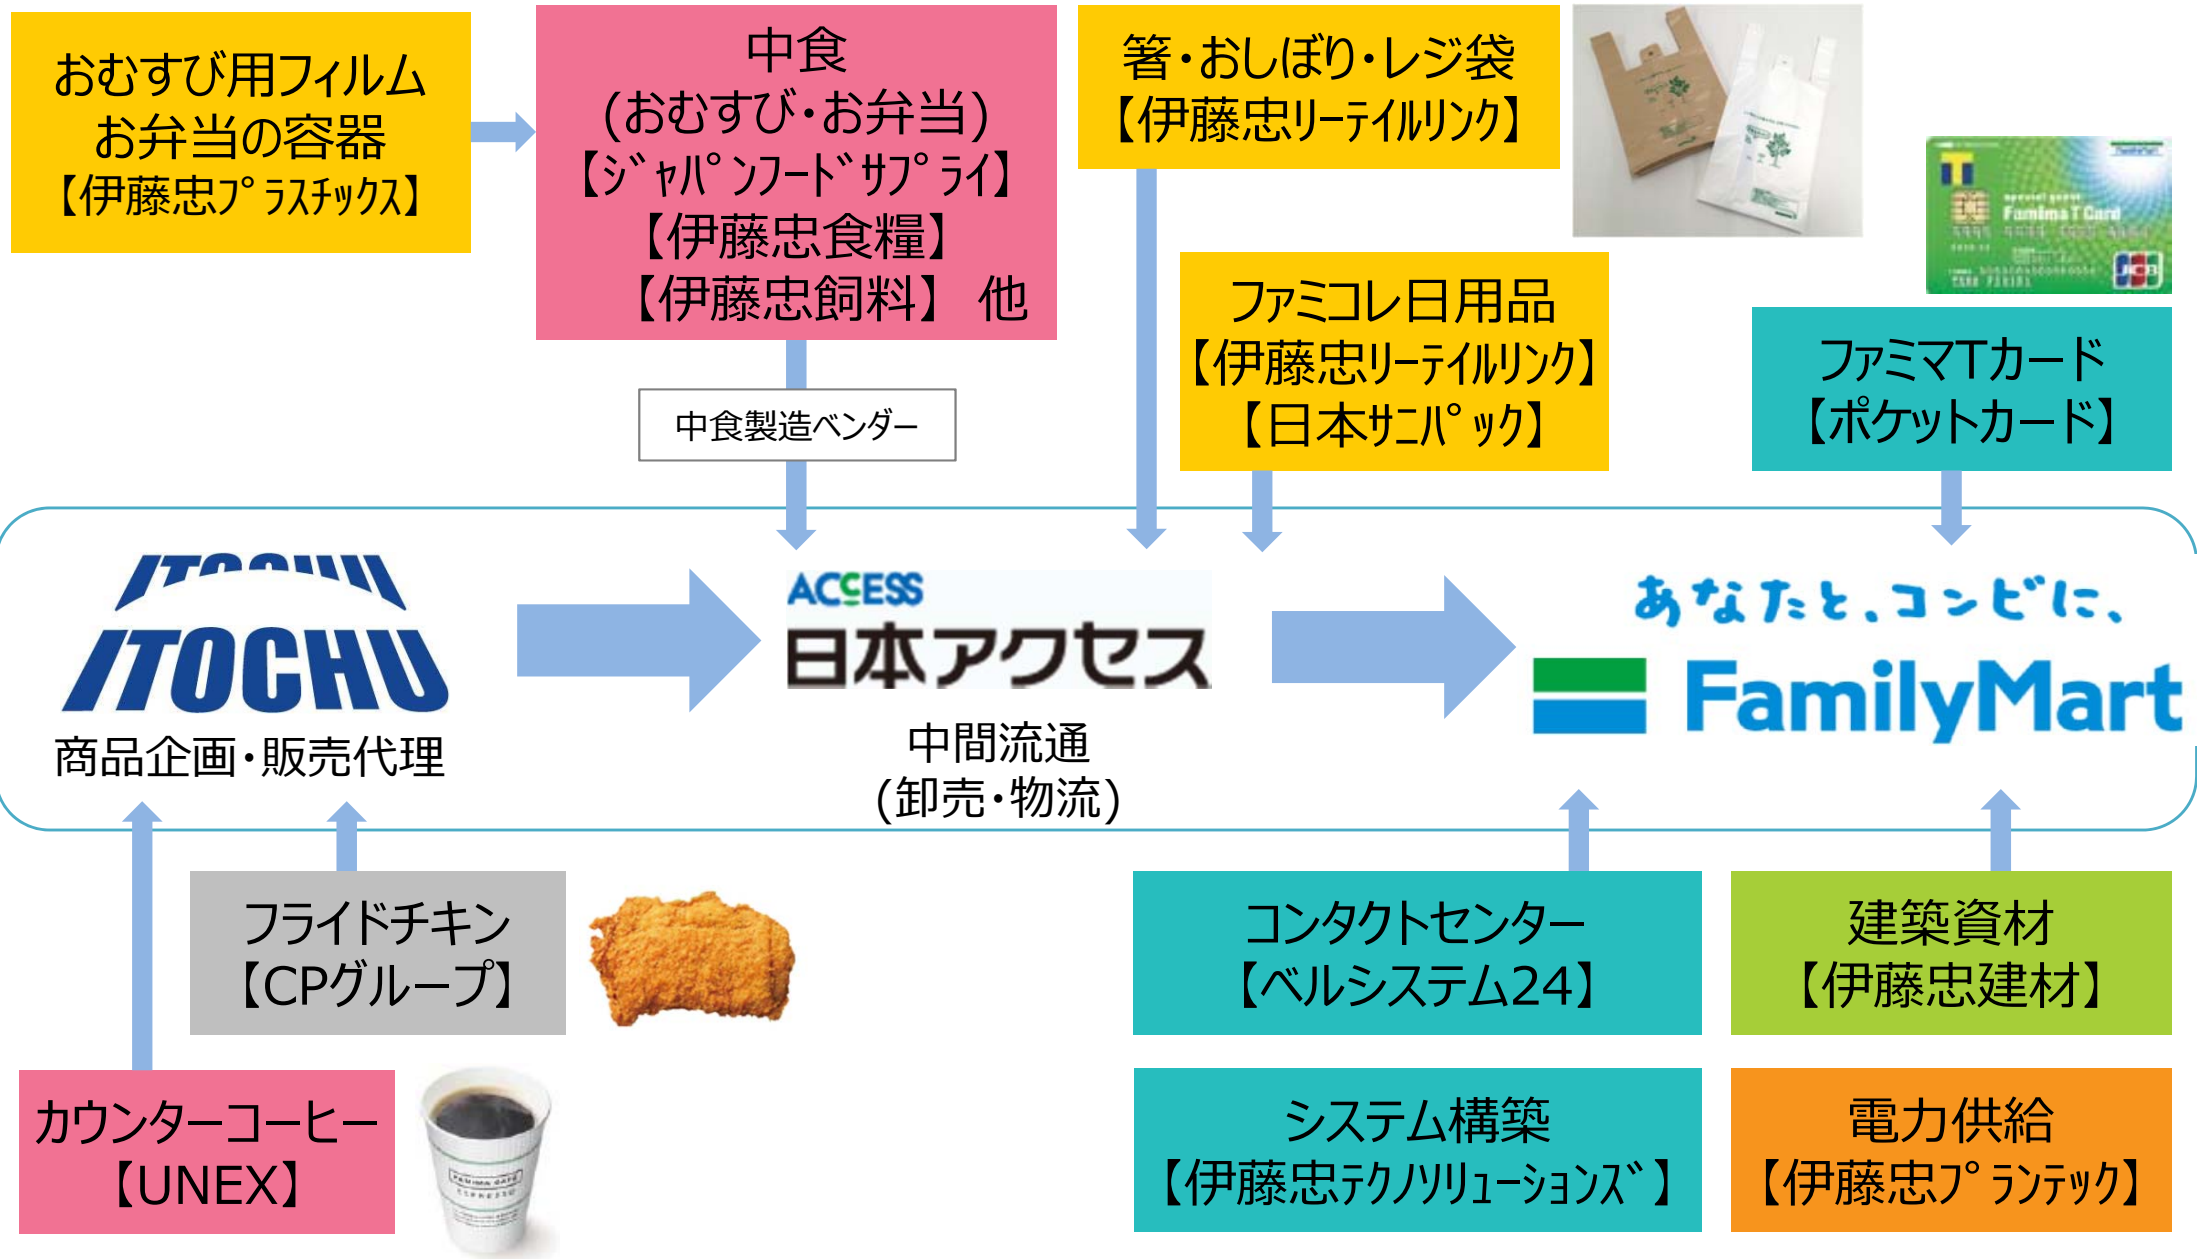 おむすび用フィルム
お弁当の容器
【伊藤忠ﾌﾟﾗｽﾁｯｸｽ】
中食
(おむすび・お弁当)
【ｼﾞｬﾊﾟﾝﾌｰﾄﾞｻﾌﾟﾗｲ】
【伊藤忠食糧】
【伊藤忠飼料】 他
中食製造ベンダー
箸・おしぼり・レジ袋
【伊藤忠ﾘｰﾃｲﾙﾘﾝｸ】
ファミコレ日用品
【伊藤忠ﾘｰﾃｲﾙﾘﾝｸ】
【日本ｻﾆﾊﾟｯｸ】
T
FamilyMart
special guest
Famima T Card
JCB
ファミマTカード
【ポケットカード】
ITOCHU
ITOCHU
商品企画・販売代理
ACCESS
日本アクセス
中間流通
(卸売・物流)
あなたと、コンビに、
FamilyMart
フライドチキン
【CPグループ】
カウンターコーヒー
【UNEX】
FAMIMA CAFE
ESPRESSO
コンタクトセンター
【ベルシステム24】
建築資材
【伊藤忠建材】
システム構築
【伊藤忠ﾃｸﾉｿﾘｭｰｼｮﾝｽﾞ】
電力供給
【伊藤忠ﾌﾟﾗﾝﾃｯｸ】